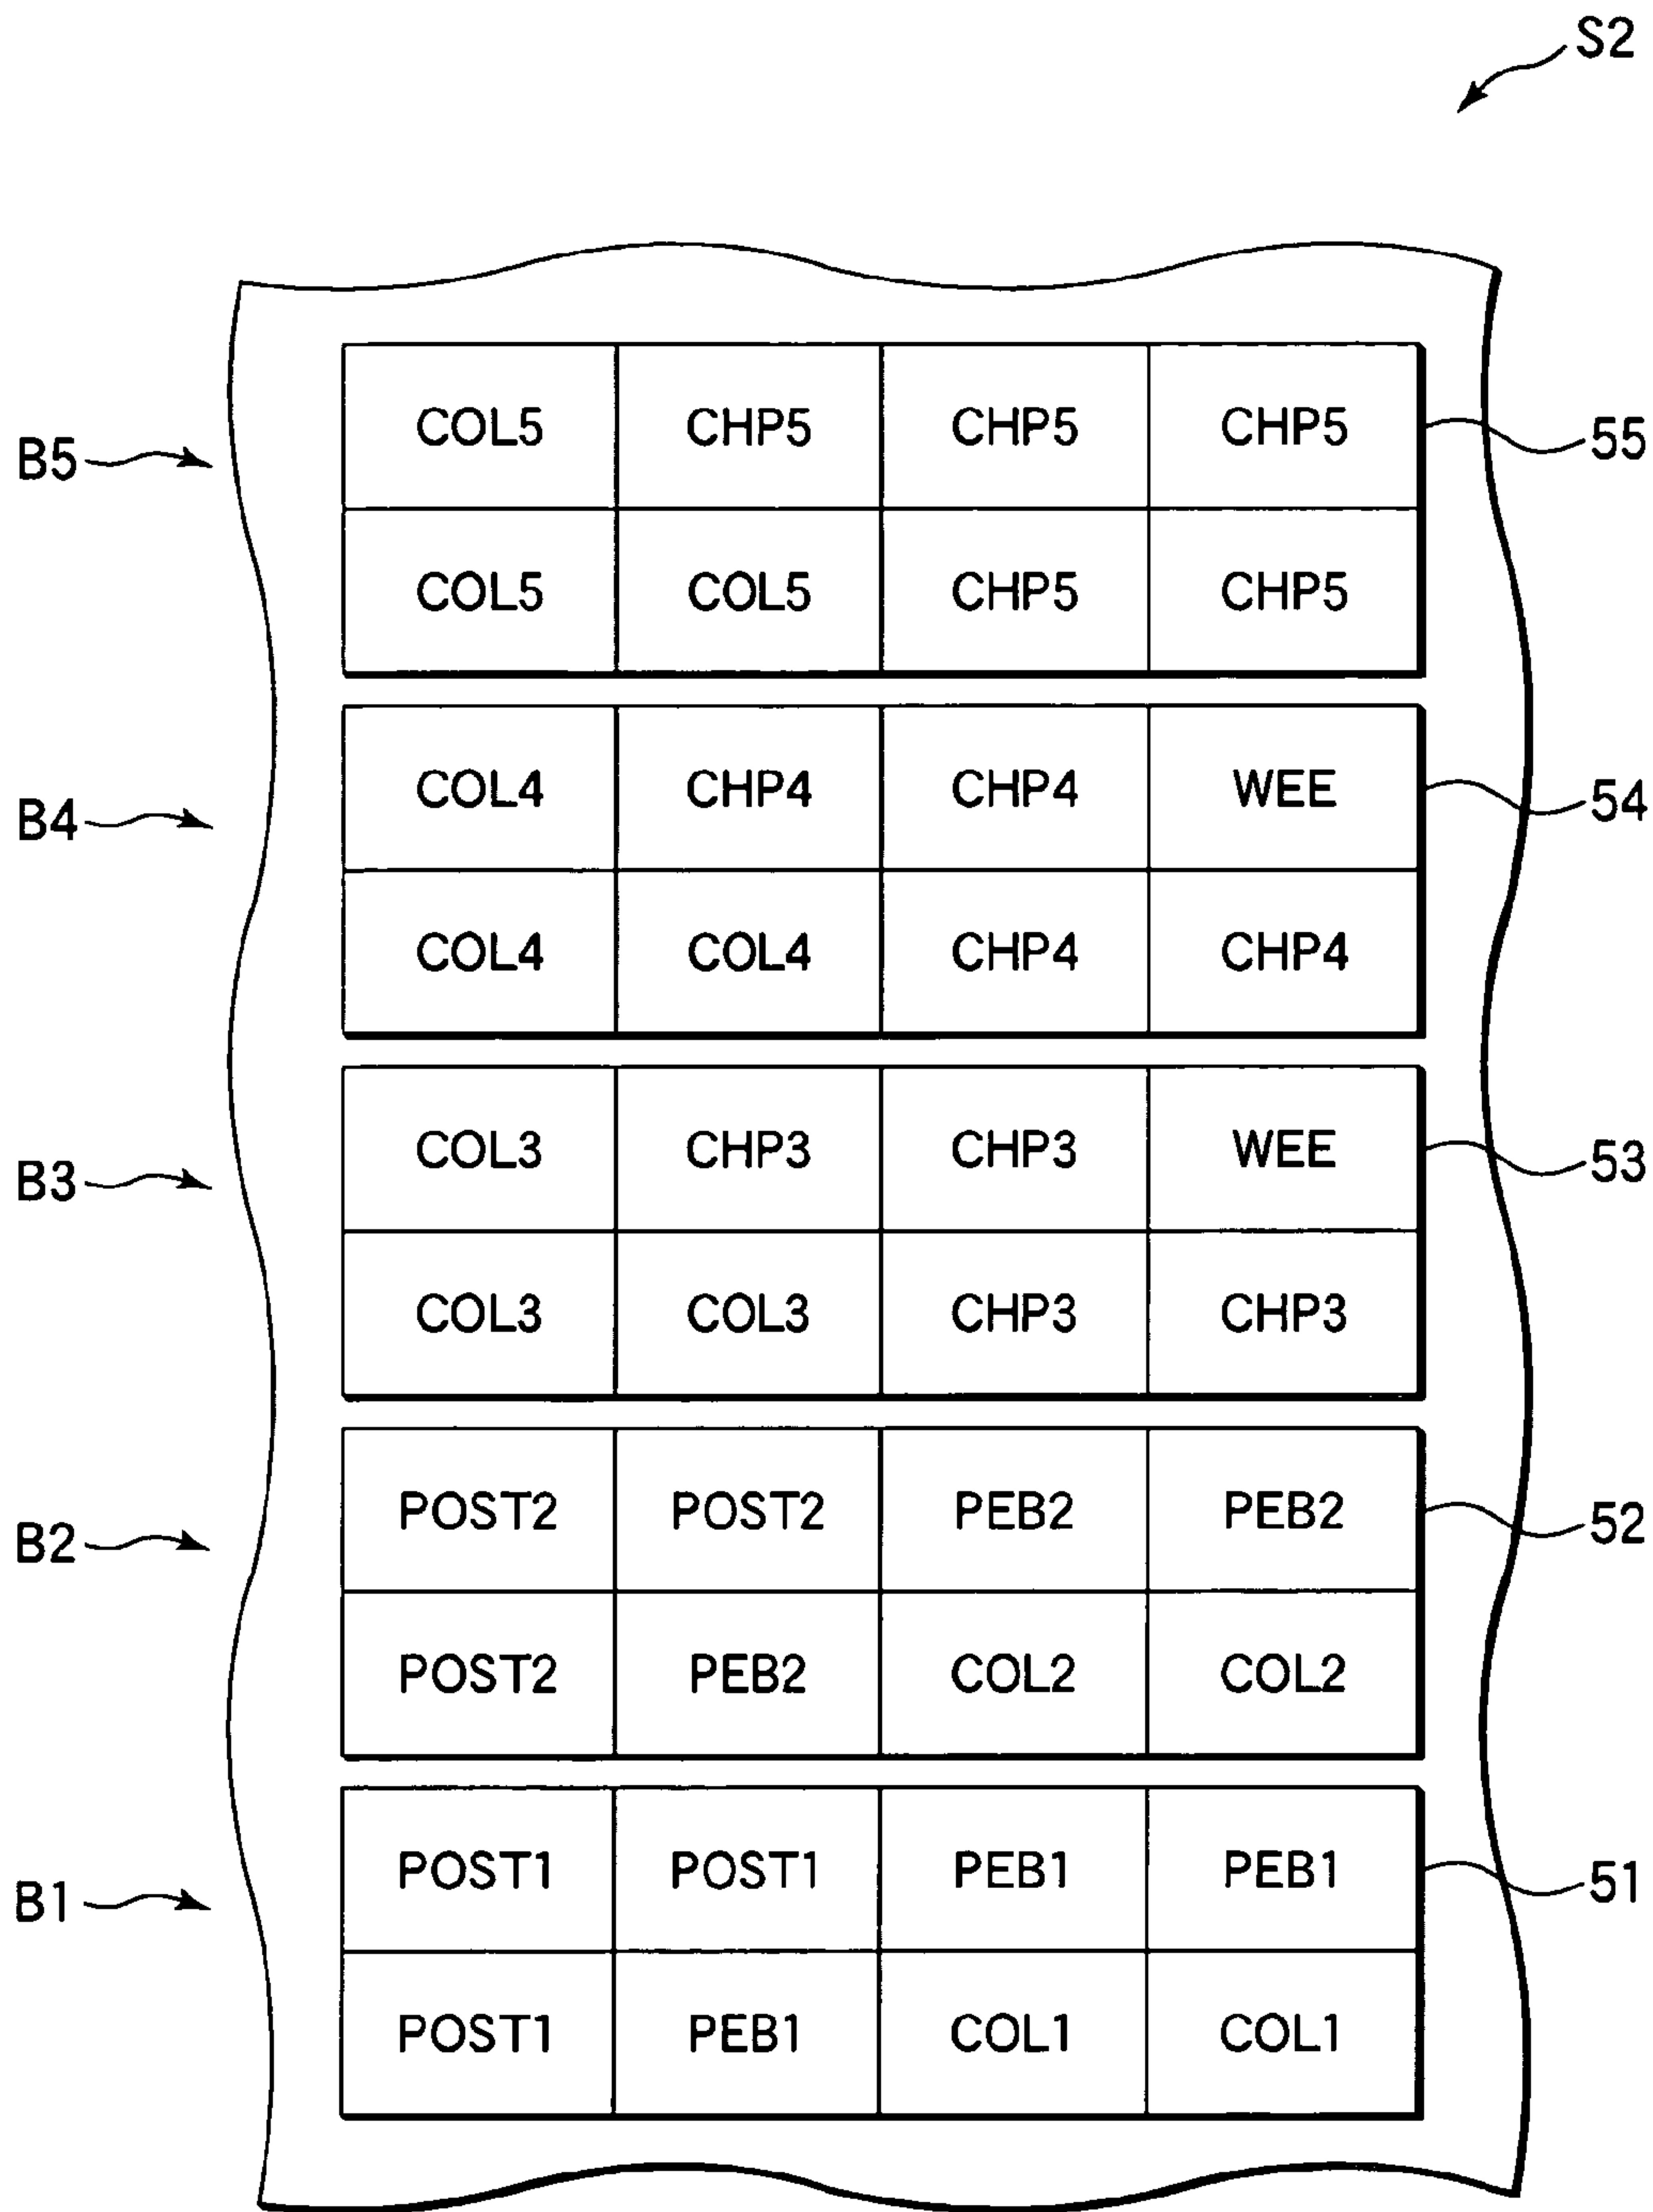 S2
COL5 CHP5 CHP5 CHP5
B5 55
COL5 COL5 CHP5 CHP5
COL4 CHP4 CHP4 WEE
B4 54
COL4 COL4 CHP4 CHP4
COL3 CHP3 CHP3 WEE
B3 53
COL3 COL3 CHP3 CHP3
POST2 POST2 PEB2 PEB2
B2 52
POST2 PEB2 COL2 COL2
POST1 POST1 PEB1 PEB1
B1 51
POST1 PEB1 COL1 COL1